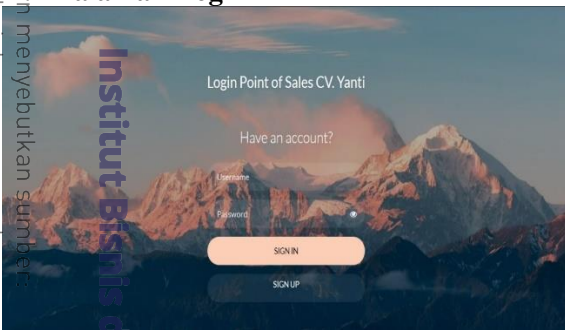 Login Point of Sales CV. Yanti
Have an account?
Username
Password
SIGN IN
SIGN UP
Institut Bisnis
menyebutkan sumber: